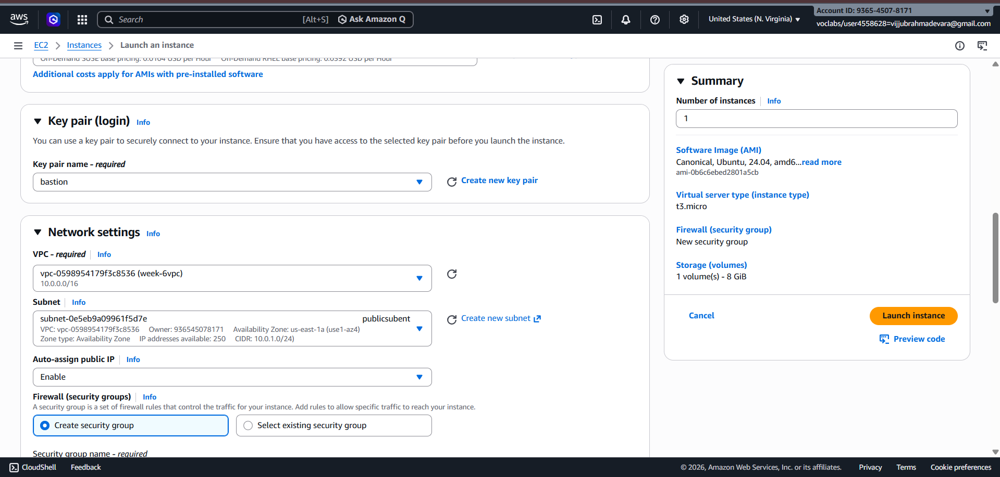 aws
Search
[Alt+S]
Ask Amazon Q
United States (N. Virginia)
Account ID: 9365-4507-8171
voclabs/user4558628=vijjubrahmadevara@gmail.com
EC2
Instances
Launch an instance
On-Demand SUSE base pricing: 0.0104 USD per Hour On-Demand RHEL base pricing: 0.0392 USD per Hour
Additional costs apply for AMIs with pre-installed software
Key pair (login) Info
You can use a key pair to securely connect to your instance. Ensure that you have access to the selected key pair before you launch the instance.
Key pair name - required
bastion
Create new key pair
Network settings Info
VPC - required Info
vpc-0598954179f3c8536 (week-6vpc)
10.0.0.0/16
Subnet Info
subnet-0e5eb9a09961f5d7e publicsubent
VPC: vpc-0598954179f3c8536 Owner: 936545078171 Availability Zone: us-east-1a (use1-az4)
Zone type: Availability Zone IP addresses available: 250 CIDR: 10.0.1.0/24)
Create new subnet
Auto-assign public IP Info
Enable
Firewall (security groups) Info
A security group is a set of firewall rules that control the traffic for your instance. Add rules to allow specific traffic to reach your instance.
Create security group
Select existing security group
Security group name - required
Summary
Number of instances Info
1
Software Image (AMI)
Canonical, Ubuntu, 24.04, amd6...read more
ami-0b6c6ebed2801a5cb
Virtual server type (instance type)
t3.micro
Firewall (security group)
New security group
Storage (volumes)
1 volume(s) - 8 GiB
Cancel
Launch instance
Preview code
CloudShell
Feedback
© 2026, Amazon Web Services, Inc. or its affiliates.
Privacy
Terms
Cookie preferences